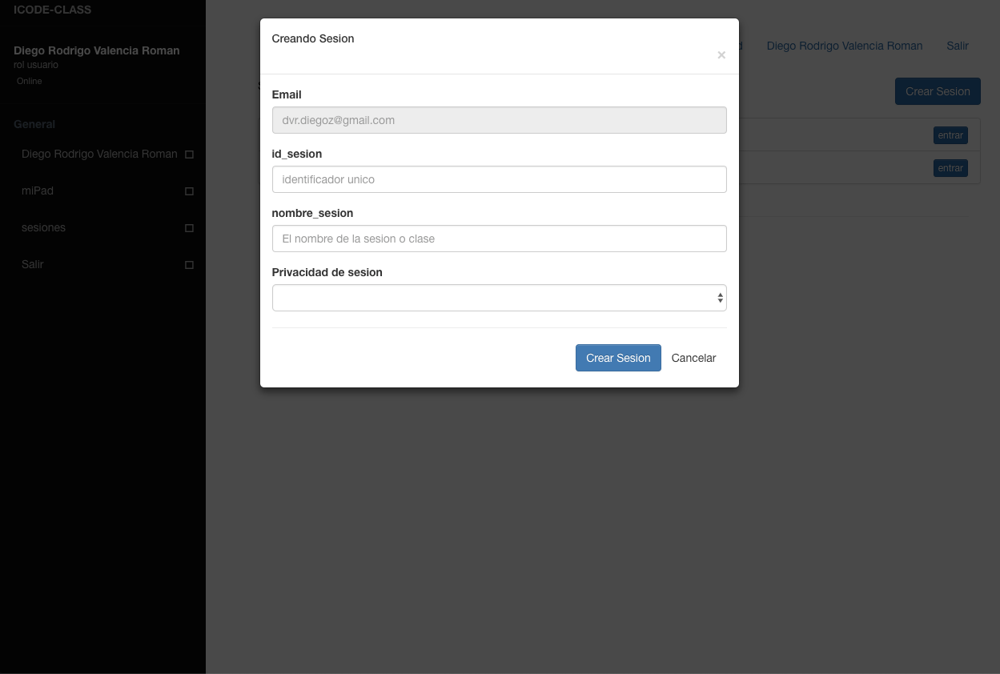 ICODE-CLASS
Diego Rodrigo Valencia Roman
rol usuario
Online
General
Diego Rodrigo Valencia Roman
miPad
sesiones
Salir
Diego Rodrigo Valencia Roman
Salir
Crear Sesion
entrar
entrar
Creando Sesion
×
Email
dvr.diegoz@gmail.com
id_sesion
identificador unico
nombre_sesion
El nombre de la sesion o clase
Privacidad de sesion
Crear Sesion
Cancelar